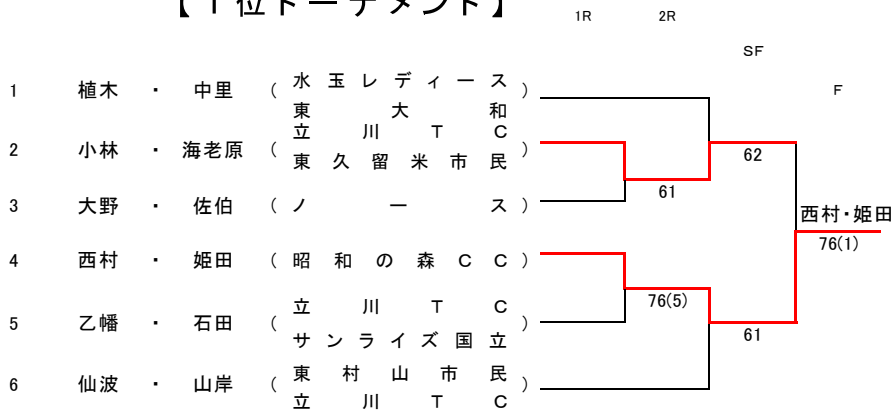 【1位トーナメント】
1R 2R
SF
F
1 植木 ・ 中里 ( 水玉レディース
東大和 )
2 小林 ・ 海老原 ( 立川TC
東久留米市民 )
3 大野 ・ 佐伯 ( ノース )
4 西村 ・ 姫田 ( 昭和の森CC )
5 乙幡 ・ 石田 ( 立川TC
サンライズ国立 )
6 仙波 ・ 山岸 ( 東村山市民
立川TC )
61
62
76(5)
61
西村・姫田
76(1)